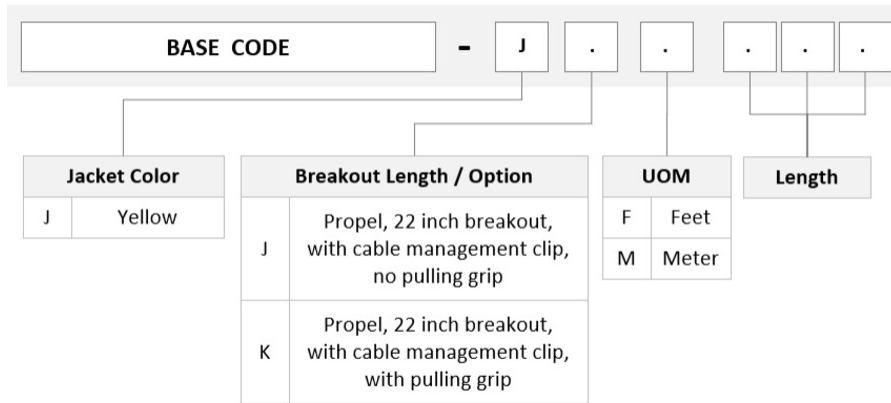 BASE CODE - J . . . . .
Jacket Color
J Yellow
Breakout Length / Option
J Propel, 22 inch breakout,
with cable management clip,
no pulling grip
K Propel, 22 inch breakout,
with cable management clip,
with pulling grip
UOM
F Feet
M Meter
Length